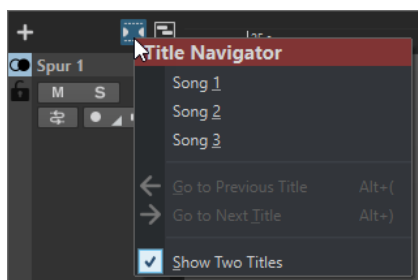 Title Navigator
Spur 1
Song 1
M S
Song 2
Song 3
Go to Previous Title Alt+(
Go to Next Title Alt+)
Show Two Titles